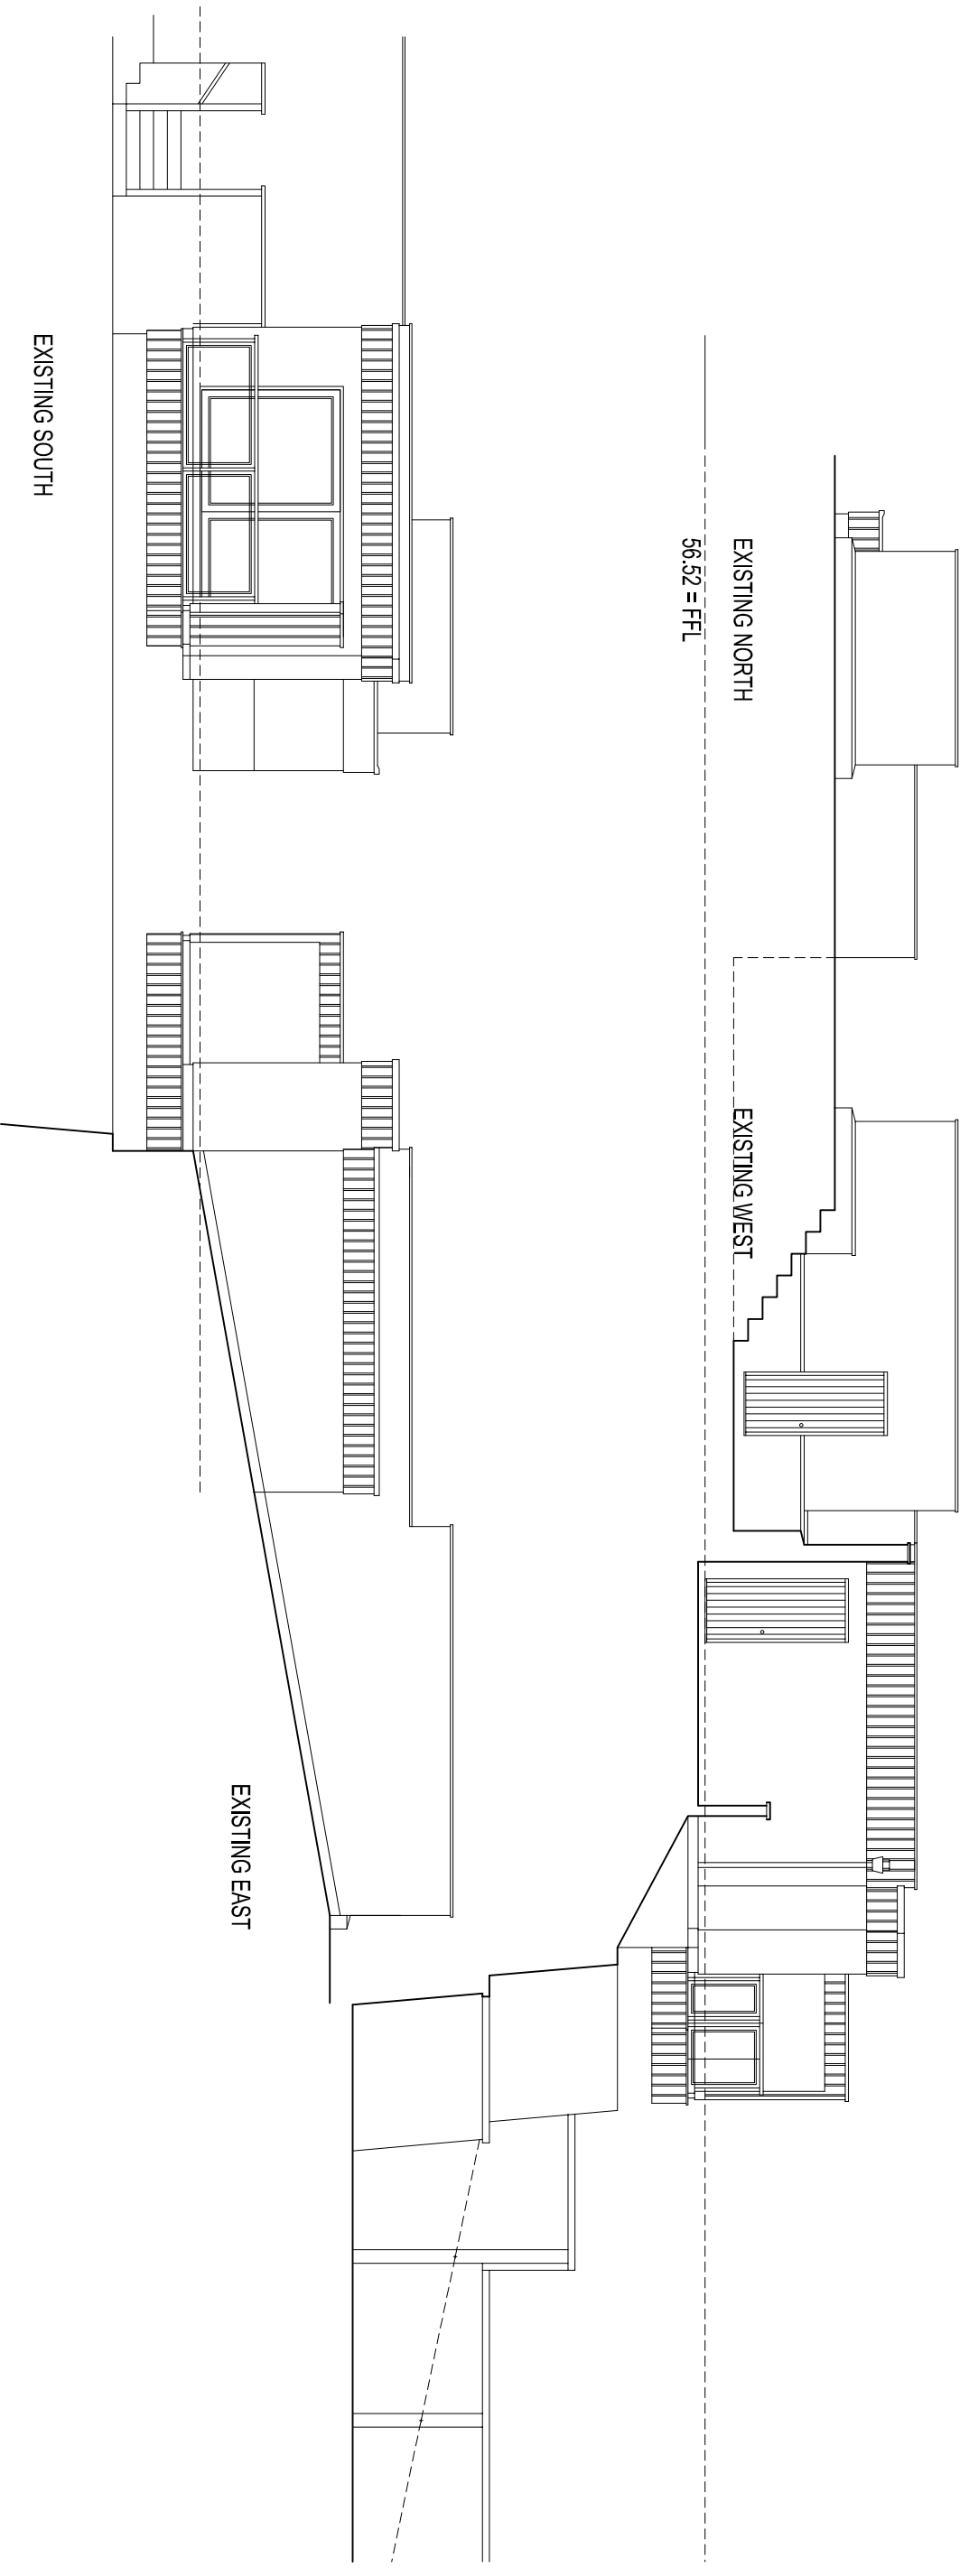 EXISTING NORTH
56.52 = FFL
EXISTING WEST
EXISTING SOUTH
EXISTING EAST